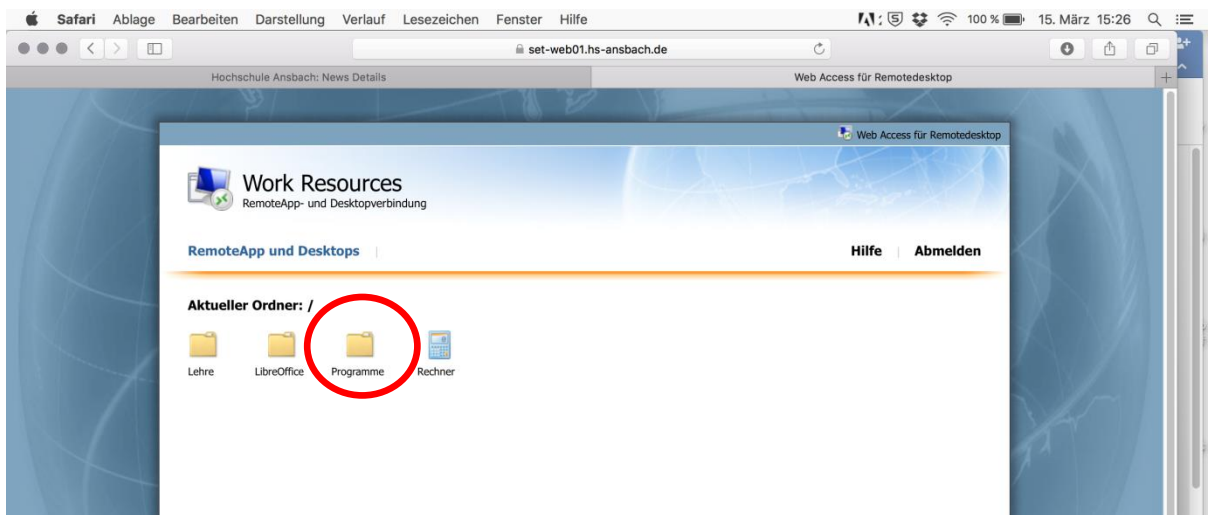 Safari Ablage Bearbeiten Darstellung Verlauf Lesezeichen Fenster Hilfe 100 % 15. März 15:26
set-web01.hs-ansbach.de
Hochschule Ansbach: News Details Web Access für Remotedesktop
Web Access für Remotedesktop
Work Resources
RemoteApp- und Desktopverbindung
RemoteApp und Desktops Hilfe Abmelden
Aktueller Ordner: /
Lehre LibreOffice Programme Rechner